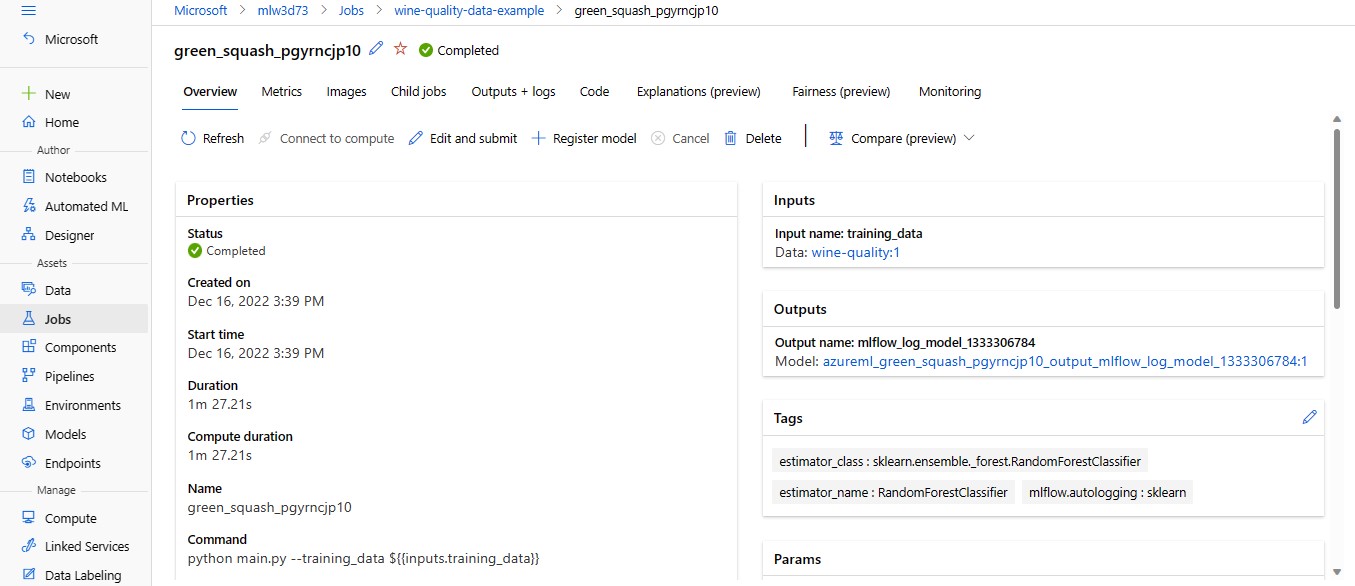 Microsoft > mlw3d73 > Jobs > wine-quality-data-example > green_squash_pgyrncjp10
Microsoft
New
Home
Author
Notebooks
Automated ML
Designer
Assets
Data
Jobs
Components
Pipelines
Environments
Models
Endpoints
Manage
Compute
Linked Services
Data Labeling
green_squash_pgyrncjp10 Completed
Overview Metrics Images Child jobs Outputs + logs Code Explanations (preview) Fairness (preview) Monitoring
Refresh Connect to compute Edit and submit Register model Cancel Delete Compare (preview)
Properties
Status
Completed
Created on
Dec 16, 2022 3:39 PM
Start time
Dec 16, 2022 3:39 PM
Duration
1m 27.21s
Compute duration
1m 27.21s
Name
green_squash_pgyrncjp10
Command
python main.py --training_data ${{inputs.training_data}}
Inputs
Input name: training_data
Data: wine-quality:1
Outputs
Output name: mlflow_log_model_1333306784
Model: azureml_green_squash_pgyrncjp10_output_mlflow_log_model_1333306784:1
Tags
estimator_class : sklearn.ensemble._forest.RandomForestClassifier
estimator_name : RandomForestClassifier mlflow.autologging : sklearn
Params